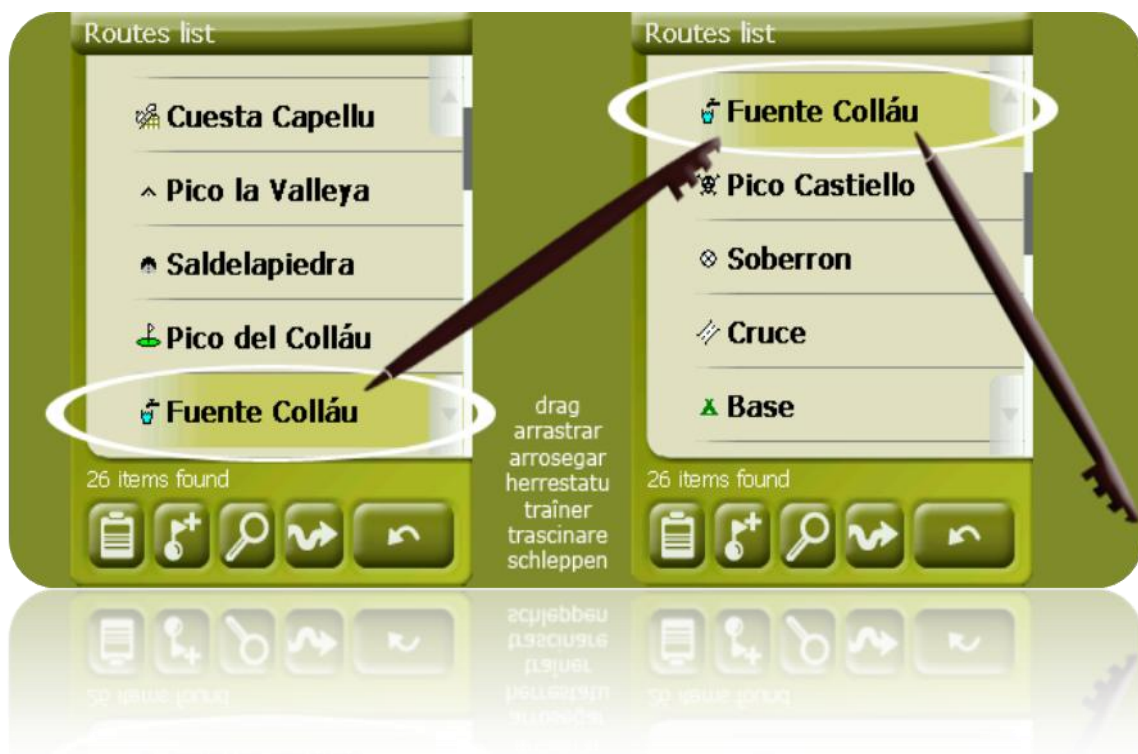 Routes list
Cuesta Capellu
Pico la Valleya
Saldelapiedra
Pico del Colláu
Fuente Colláu
26 items found
drag
arrastrar
arrosegar
herrestatu
traîner
trascinare
schleppen
Routes list
Fuente Colláu
Pico Castiello
Soberron
Cruce
Base
26 items found